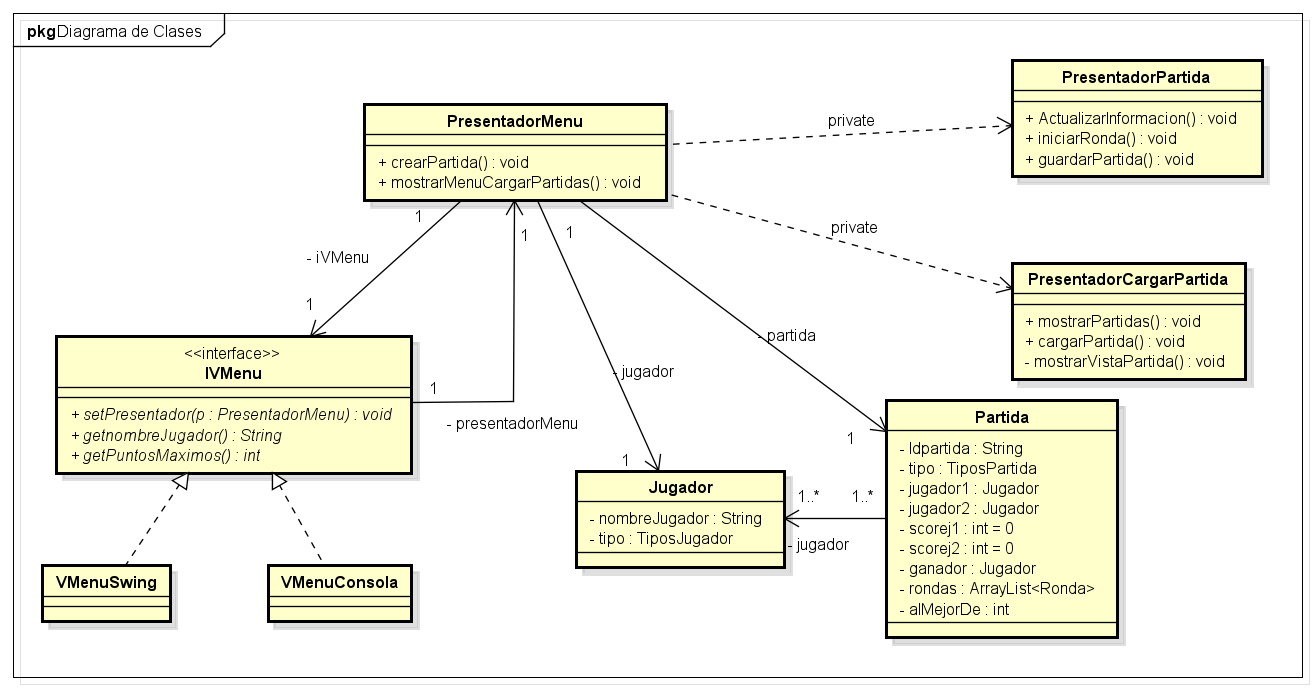 pkg Diagrama de Clases
PresentadorPartida
+ ActualizarInformacion() : void
+ iniciarRonda() : void
+ guardarPartida() : void
PresentadorMenu
+ crearPartida() : void
+ mostrarMenuCargarPartidas() : void
private
private
PresentadorCargarPartida
+ mostrarPartidas() : void
+ cargarPartida() : void
- mostrarVistaPartida() : void
1
1
1
- iVMenu
1
<<interface>>
IVMenu
+ setPresentador(p : PresentadorMenu) : void
+ getnombreJugador() : String
+ getPuntosMaximos() : int
1
- presentadorMenu
- jugador
- partida
1
1
Partida
- Idpartida : String
- tipo : TiposPartida
- jugador1 : Jugador
- jugador2 : Jugador
- scorej1 : int = 0
- scorej2 : int = 0
- ganador : Jugador
- rondas : ArrayList<Ronda>
- alMejorDe : int
Jugador
- nombreJugador : String
- tipo : TiposJugador
1..*
1..*
- jugador
VMenuSwing
VMenuConsola